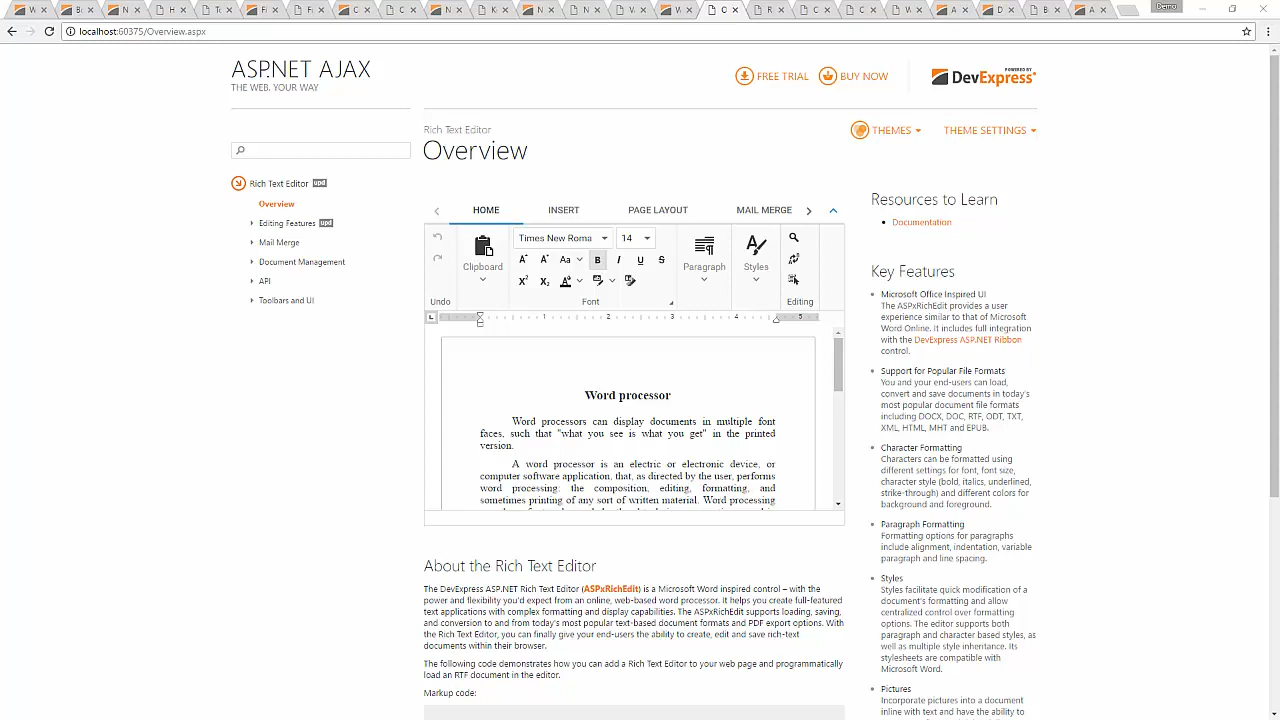 Demo
localhost:60375/Overview.aspx
ASP.NET AJAX
THE WEB. YOUR WAY
FREE TRIAL
BUY NOW
POWERED BY
DevExpress
Rich Text Editor
Overview
THEMES
THEME SETTINGS
Rich Text Editor upd
Overview
Editing Features upd
Mail Merge
Document Management
API
Toolbars and UI
HOME
INSERT
PAGE LAYOUT
MAIL MERGE
Times New Roma
14
Clipboard
Aa
B
I
U
S
Paragraph
Styles
Undo
Font
Editing
1
2
3
4
5
Word processor
Word processors can display documents in multiple font
faces, such that "what you see is what you get" in the printed
version.
A word processor is an electric or electronic device, or
computer software application, that, as directed by the user, performs
word processing: the composition, editing, formatting, and
sometimes printing of any sort of written material. Word processing
About the Rich Text Editor
The DevExpress ASP.NET Rich Text Editor (ASPxRichEdit) is a Microsoft Word inspired control – with the
power and flexibility you'd expect from an online, web-based word processor. It helps you create full-featured
text applications with complex formatting and display capabilities. The ASPxRichEdit supports loading, saving,
and conversion to and from today's most popular text-based document formats and PDF export options. With
the Rich Text Editor, you can finally give your end-users the ability to create, edit and save rich-text
documents within their browser.
The following code demonstrates how you can add a Rich Text Editor to your web page and programmatically
load an RTF document in the editor.
Markup code:
Resources to Learn
Documentation
Key Features
Microsoft Office Inspired UI
The ASPxRichEdit provides a user
experience similar to that of Microsoft
Word Online. It includes full integration
with the DevExpress ASP.NET Ribbon
control.
Support for Popular File Formats
You and your end-users can load,
convert and save documents in today's
most popular document file formats
including DOCX, DOC, RTF, ODT, TXT,
XML, HTML, MHT and EPUB.
Character Formatting
Characters can be formatted using
different settings for font, font size,
character style (bold, italics, underlined,
strike-through) and different colors for
background and foreground.
Paragraph Formatting
Formatting options for paragraphs
include alignment, indentation, variable
paragraph and line spacing.
Styles
Styles facilitate quick modification of a
document's formatting and allow
centralized control over formatting
options. The editor supports both
paragraph and character based styles, as
well as multiple style inheritance. Its
stylesheets are compatible with
Microsoft Word.
Pictures
Incorporate pictures into a document
inline with text and have the ability to